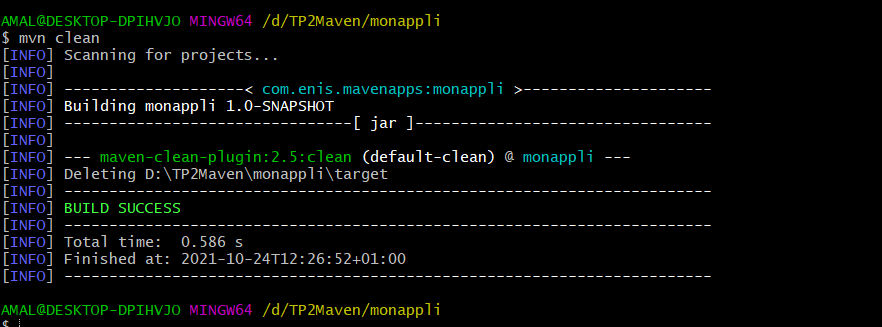 AMAL@DESKTOP-DPIHVJO MINGW64 /d/TP2Maven/monappli
$ mvn clean
[INFO] Scanning for projects...
[INFO]
[INFO] -------------------< com.enis.mavenapps:monappli >---------------------
[INFO] Building monappli 1.0-SNAPSHOT
[INFO] --------------------------------[ jar ]---------------------------------
[INFO]
[INFO] --- maven-clean-plugin:2.5:clean (default-clean) @ monappli ---
[INFO] Deleting D:\TP2Maven\monappli\target
[INFO] ------------------------------------------------------------------------
[INFO] BUILD SUCCESS
[INFO] ------------------------------------------------------------------------
[INFO] Total time:  0.586 s
[INFO] Finished at: 2021-10-24T12:26:52+01:00
[INFO] ------------------------------------------------------------------------
AMAL@DESKTOP-DPIHVJO MINGW64 /d/TP2Maven/monappli
$